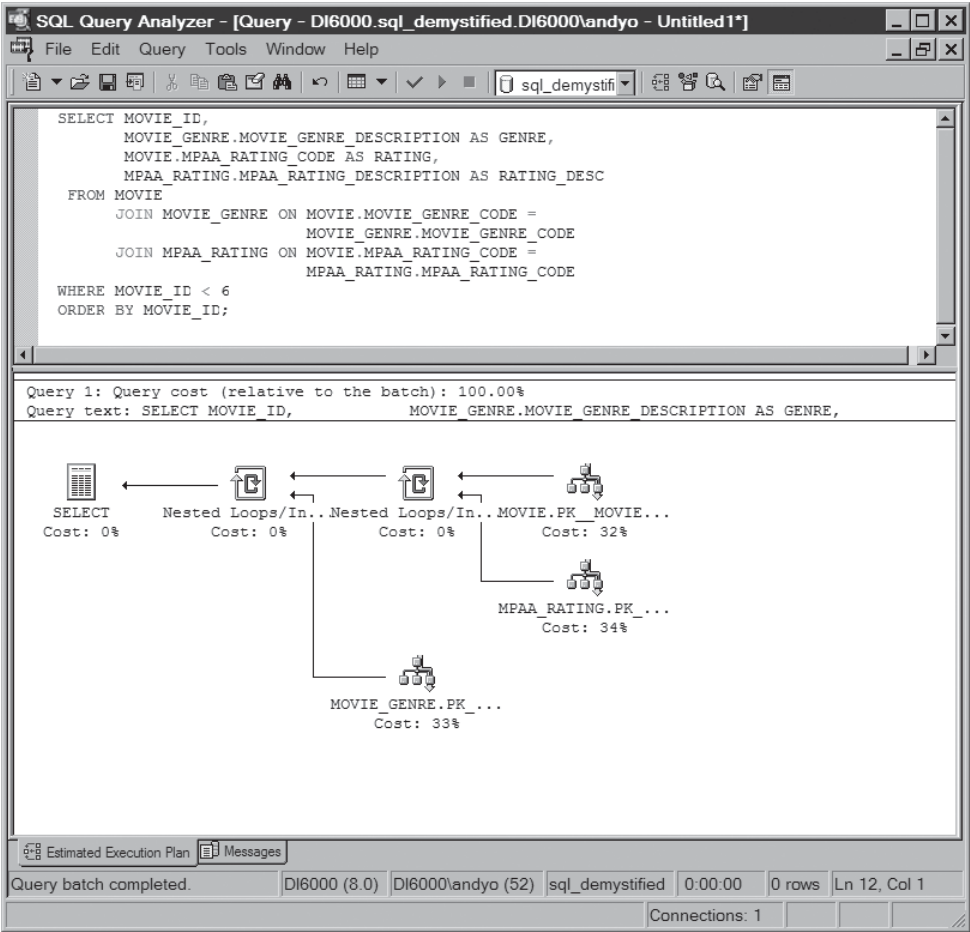 SQL Query Analyzer - [Query - DI6000.sql_demystified.DI6000\andyo - Untitled1*]
File Edit Query Tools Window Help
sql_demystifi
SELECT MOVIE_ID,
MOVIE_GENRE.MOVIE_GENRE_DESCRIPTION AS GENRE,
MOVIE.MPAA_RATING_CODE AS RATING,
MPAA_RATING.MPAA_RATING_DESCRIPTION AS RATING_DESC
FROM MOVIE
JOIN MOVIE_GENRE ON MOVIE.MOVIE_GENRE_CODE =
MOVIE_GENRE.MOVIE_GENRE_CODE
JOIN MPAA_RATING ON MOVIE.MPAA_RATING_CODE =
MPAA_RATING.MPAA_RATING_CODE
WHERE MOVIE_ID < 6
ORDER BY MOVIE_ID;
Query 1: Query cost (relative to the batch): 100.00%
Query text: SELECT MOVIE_ID, MOVIE_GENRE.MOVIE_GENRE_DESCRIPTION AS GENRE,
SELECT Nested Loops/In... Nested Loops/In... MOVIE.PK__MOVIE...
Cost: 0% Cost: 0% Cost: 0% Cost: 32%
MPAA_RATING.PK_...
Cost: 34%
MOVIE_GENRE.PK_...
Cost: 33%
Estimated Execution Plan Messages
Query batch completed. DI6000 (8.0) DI6000\andyo (52) sql_demystified 0:00:00 0 rows Ln 12, Col 1
Connections: 1